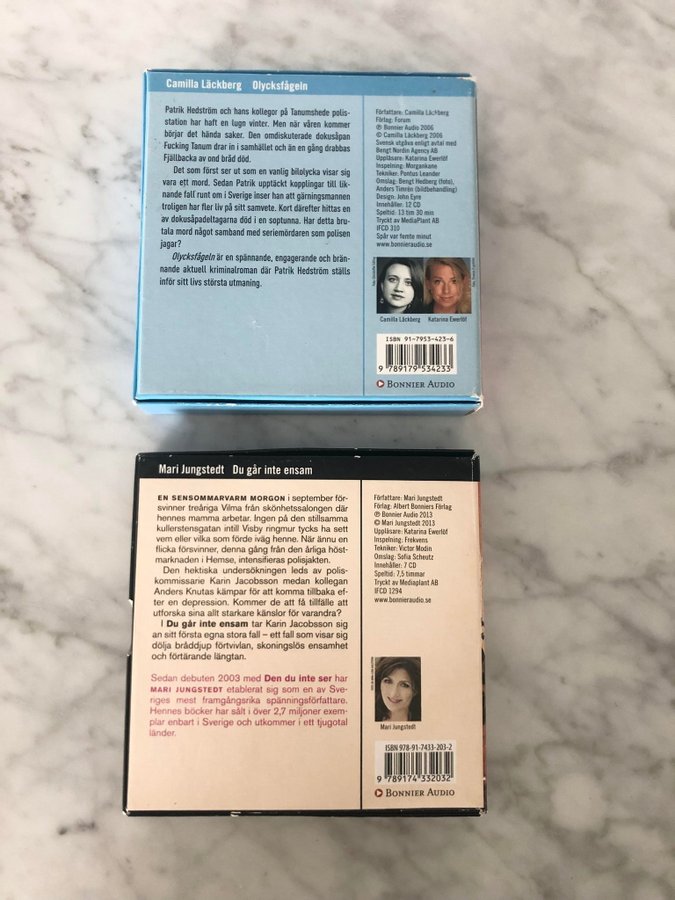 Camilla Läckberg Olycksfågeln
Patrik Hedström och hans kollegor på Tanumshede polis-
station har haft en lugn vinter. Men när våren kommer
börjar det hända saker. Den omdiskuterade dokusåpan
Fucking Tanum drar in i samhället och än en gång drabbas
Fjällbacka av ond bråd död.
Det som först ser ut som en vanlig bilolycka visar sig
vara ett mord. Sedan Patrik upptäckt kopplingar till lik-
nande fall runt om i Sverige inser han att gärningsmannen
troligen har fler liv på sitt samvete. Kort därefter hittas en
av dokusåpadeltagarna död i en soptunna. Har detta bru-
tala mord något samband med seriemördaren som polisen
jagar?
Olycksfågeln är en spännande, engagerande och brän-
nande aktuell kriminalroman där Patrik Hedström ställs
inför sitt livs största utmaning.
Författare: Camilla Läckberg
Förlag: Forum
℗ Bonnier Audio 2006
© Camilla Läckberg 2006
Svensk utgåva enligt avtal med
Bengt Nordin Agency AB
Uppläsare: Katarina Ewerlöf
Inspelning: Morgankane
Tekniker: Pontus Leander
Omslag: Bengt Hedberg (foto),
Anders Timrén (bildbehandling)
Design: John Eyre
Innehåller: 12 CD
Speltid: 13 tim 30 min
Tryckt av MediaPlant AB
IFCD 310
Spår var femte minut
www.bonnieraudio.se
Camilla Läckberg Katarina Ewerlöf
ISBN 91-7953-423-6
9 789179 534233
BONNIER AUDIO
Mari Jungstedt Du går inte ensam
EN SENSOMMARVARM MORGON i september för-
svinner treåriga Vilma från skönhetssalongen där
hennes mamma arbetar. Ingen på den stillsamma
kullerstensgatan intill Visby ringmur tycks ha sett
vem eller vilka som förde iväg henne. När ännu en
flicka försvinner, denna gång från den årliga höst-
marknaden i Hemse, intensifieras polisjakten.
Den hektiska undersökningen leds av polis-
kommissarie Karin Jacobsson medan kollegan
Anders Knutas kämpar för att komma tillbaka ef-
ter en depression. Kommer de att få tillfälle att
utforska sina allt starkare känslor för varandra?
I Du går inte ensam tar Karin Jacobsson sig
an sitt första egna stora fall – ett fall som visar sig
dölja bråddjup förtvivlan, skoningslös ensamhet
och förtärande längtan.
Sedan debuten 2003 med Den du inte ser har
MARI JUNGSTEDT etablerat sig som en av Sve-
riges mest framgångsrika spänningsförfattare.
Hennes böcker har sålt i över 2,7 miljoner exem-
plar enbart i Sverige och utkommer i ett tjugotal
länder.
Författare: Mari Jungstedt
Förlag: Albert Bonniers Förlag
℗ Bonnier Audio 2013
© Mari Jungstedt 2013
Uppläsare: Katarina Ewerlöf
Inspelning: Frekvens
Tekniker: Victor Modin
Omslag: Sofia Scheutz
Innehåller: 7 CD
Speltid: 7,5 timmar
Tryckt av Mediaplant AB
IFCD 1294
www.bonnieraudio.se
Mari Jungstedt
ISBN 978-91-7433-203-2
9 789174 332032
BONNIER AUDIO